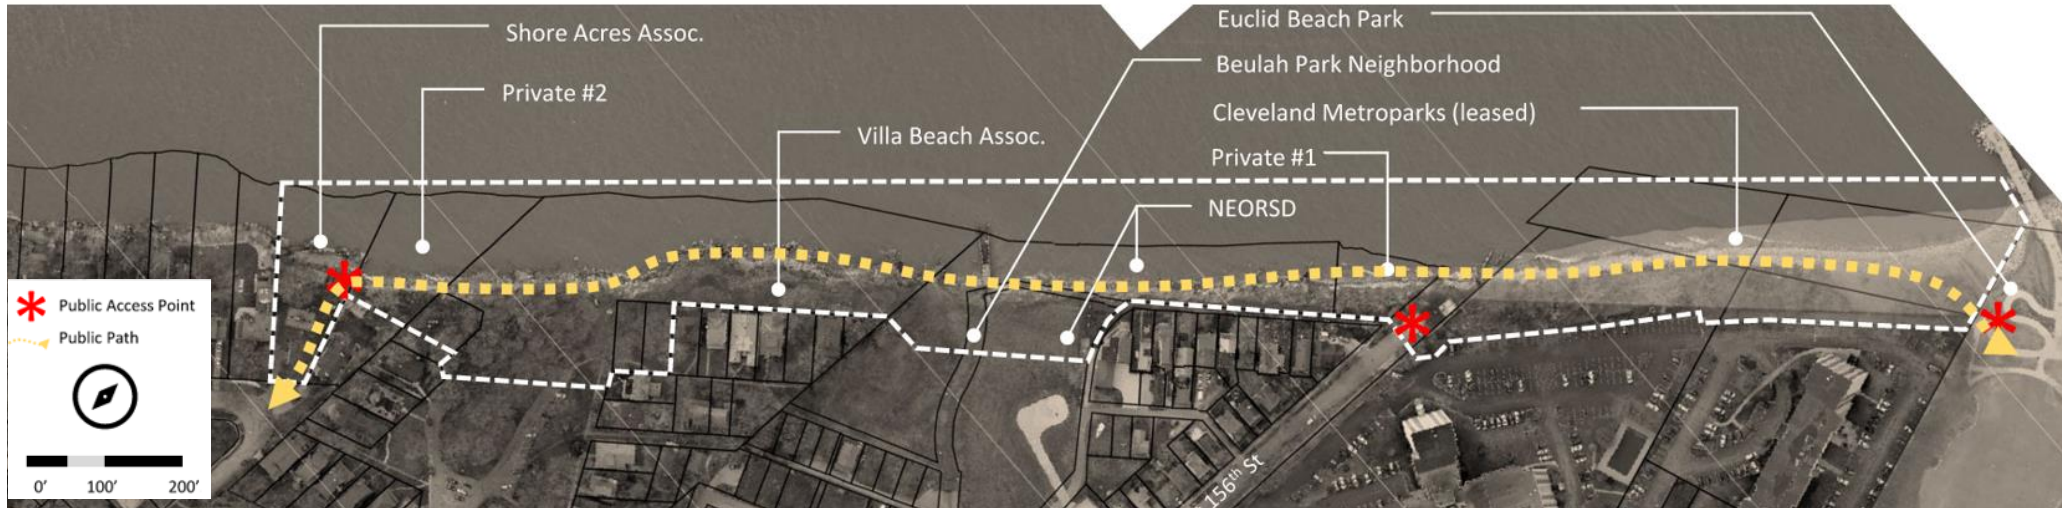 Shore Acres Assoc.
Private #2
Villa Beach Assoc.
Euclid Beach Park
Beulah Park Neighborhood
Cleveland Metroparks (leased)
Private #1
NEORSD
156th St
Public Access Point
Public Path
0' 100' 200'